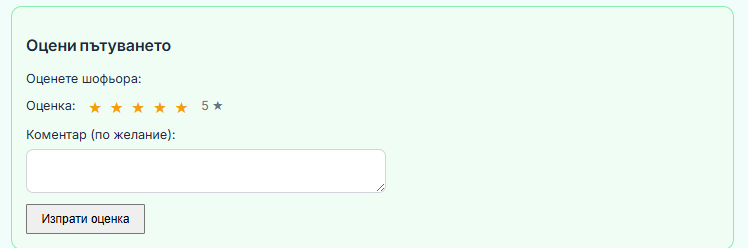 Оцени пътуването
Оценете шофьора:
Оценка: ★ ★ ★ ★ ★ 5 ★
Коментар (по желание):
Изпрати оценка